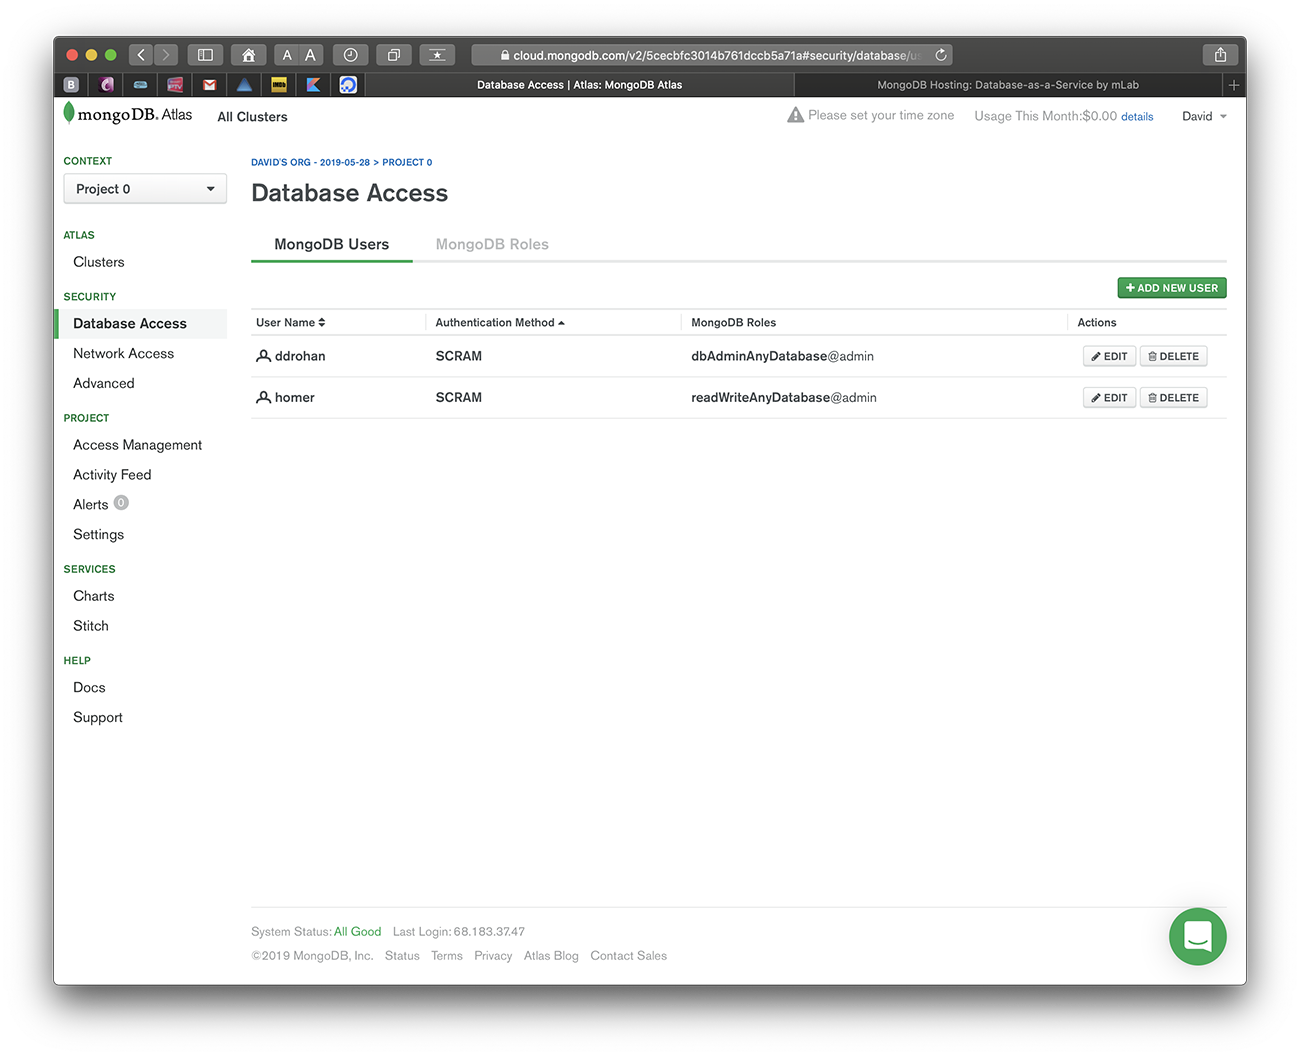 A A
cloud.mongodb.com/v2/5cecbfc3014b761dccb5a71a#security/database/us
B
IPTV
IMDb
Database Access | Atlas: MongoDB Atlas
MongoDB Hosting: Database-as-a-Service by mLab
mongoDB. Atlas
All Clusters
Please set your time zone
Usage This Month:$0.00 details
David
CONTEXT
Project 0
ATLAS
Clusters
SECURITY
Database Access
Network Access
Advanced
PROJECT
Access Management
Activity Feed
Alerts 0
Settings
SERVICES
Charts
Stitch
HELP
Docs
Support
DAVID'S ORG - 2019-05-28 > PROJECT 0
Database Access
MongoDB Users
MongoDB Roles
+ ADD NEW USER
User Name Authentication Method MongoDB Roles Actions
ddrohan SCRAM dbAdminAnyDatabase@admin EDIT DELETE
homer SCRAM readWriteAnyDatabase@admin EDIT DELETE
System Status: All Good Last Login: 68.183.37.47
©2019 MongoDB, Inc. Status Terms Privacy Atlas Blog Contact Sales